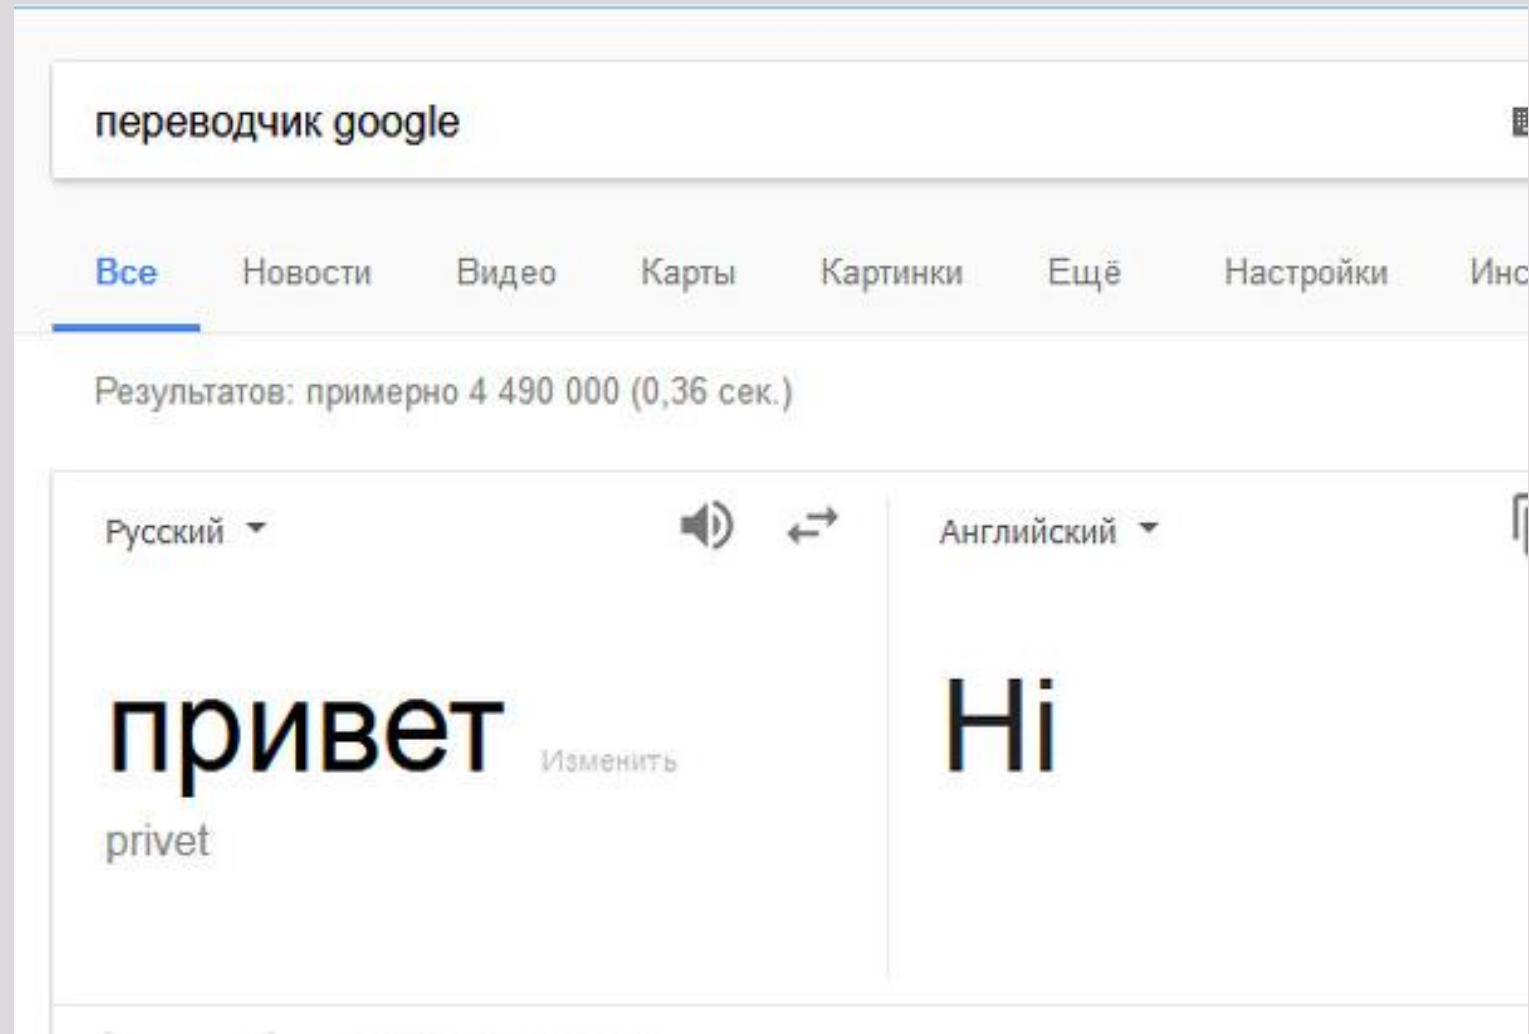 переводчик google
Все Новости Видео Карты Картинки Ещё Настройки
Результатов: примерно 4 490 000 (0,36 сек.)
Русский Английский
привет Изменить Hi
privet